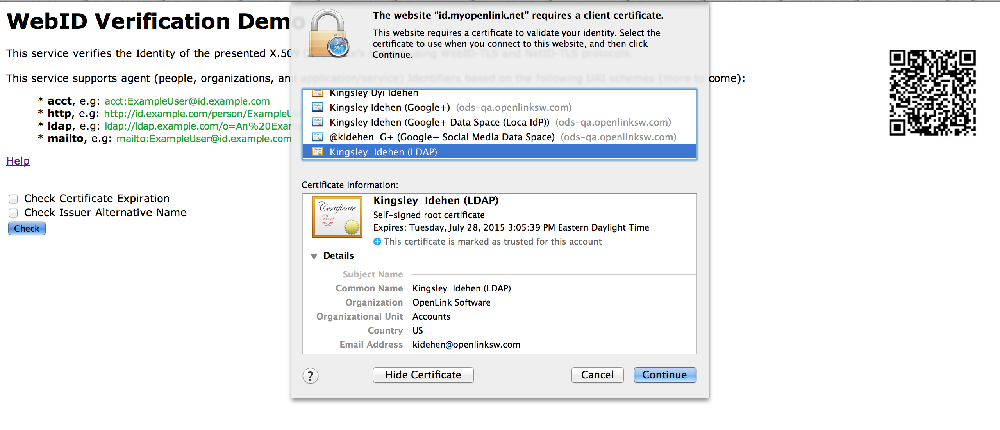 WebID Verification Demo
This service verifies the Identity of the presented X.509 Certificate's subject using WebID-TLS and NetID-TLS protocols.
This service supports agent (people, organizations, and application/service) Identifiers based on the following URI schemes (more to come):
* acct, e.g: acct:ExampleUser@id.example.com
* http, e.g: http://id.example.com/person/ExampleU
* ldap, e.g: ldap://ldap.example.com/o=An%20Exam
* mailto, e.g: mailto:ExampleUser@id.example.com
Help
Check Certificate Expiration
Check Issuer Alternative Name
Check
The website “id.myopenlink.net” requires a client certificate.
This website requires a certificate to validate your identity. Select the
certificate to use when you connect to this website, and then click
Continue.
Kingsley Uyi Idehen
Kingsley Idehen (Google+) (ods-qa.openlinksw.com)
Kingsley Idehen (Google+ Data Space (Loca IdP)) (ods-qa.openlinksw.com)
@kidehen  G+ (Google+ Social Media Data Space) (ods-qa.openlinksw.com)
Kingsley  Idehen (LDAP)
Certificate Information:
Certificate
Root
Kingsley  Idehen (LDAP)
Self-signed root certificate
Expires: Tuesday, July 28, 2015 3:05:39 PM Eastern Daylight Time
This certificate is marked as trusted for this account
Details
Subject Name
Common Name Kingsley  Idehen (LDAP)
Organization OpenLink Software
Organizational Unit Accounts
Country US
Email Address kidehen@openlinksw.com
? Hide Certificate Cancel Continue